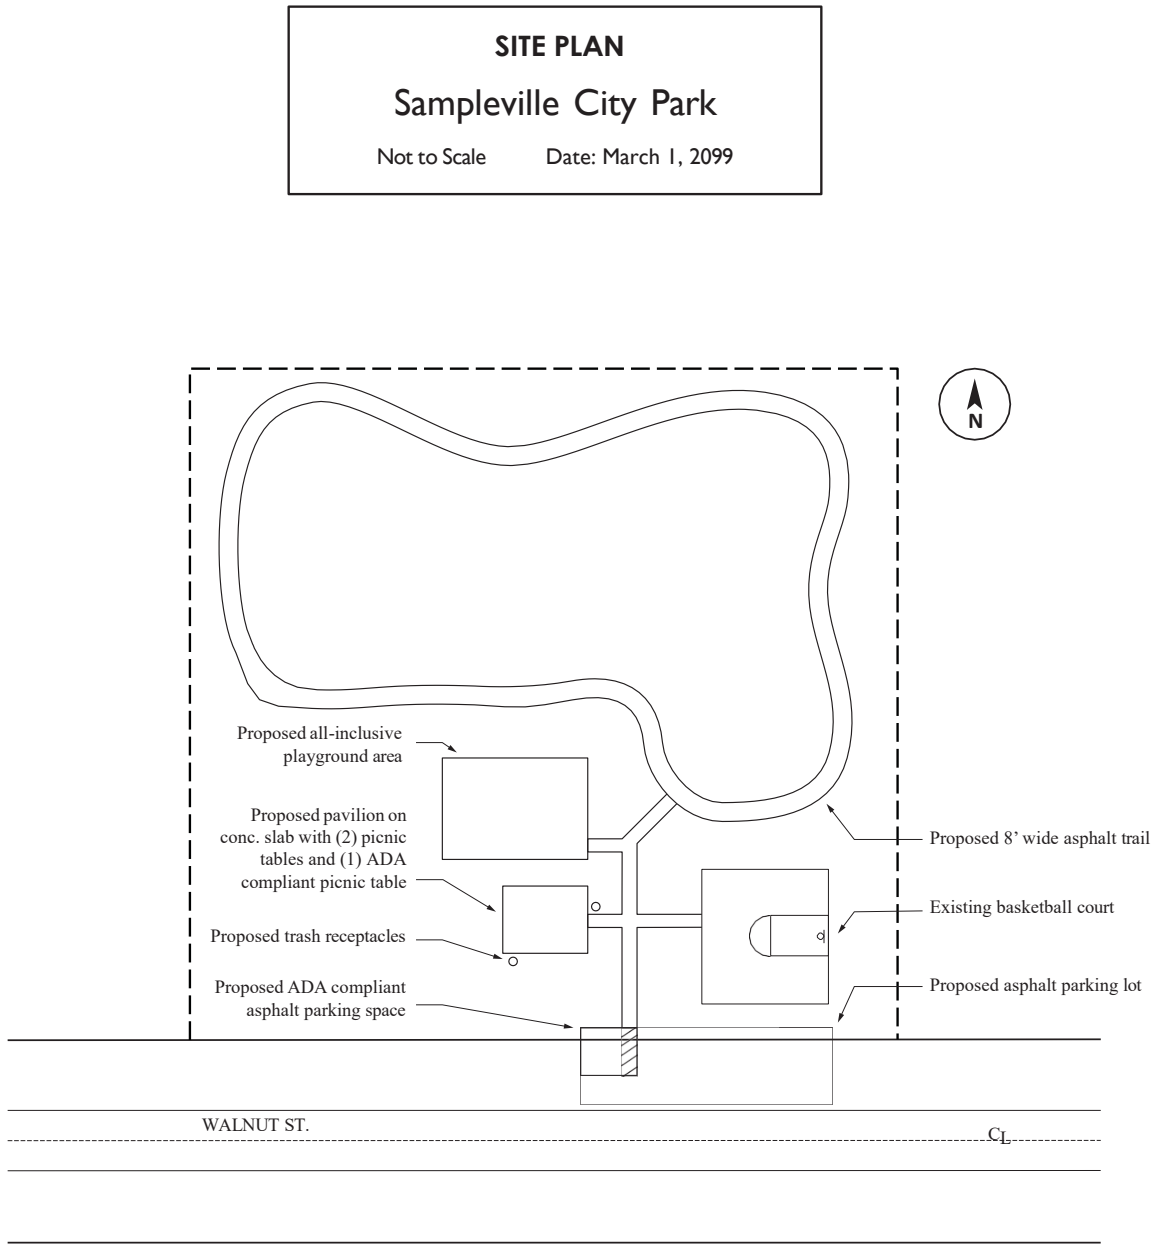 SITE PLAN
Sampleville City Park
Not to Scale Date: March 1, 2099
N
Proposed all-inclusive
playground area
Proposed pavilion on
conc. slab with (2) picnic
tables and (1) ADA
compliant picnic table
Proposed trash receptacles
Proposed ADA compliant
asphalt parking space
Proposed 8’ wide asphalt trail
Existing basketball court
Proposed asphalt parking lot
WALNUT ST.
CL